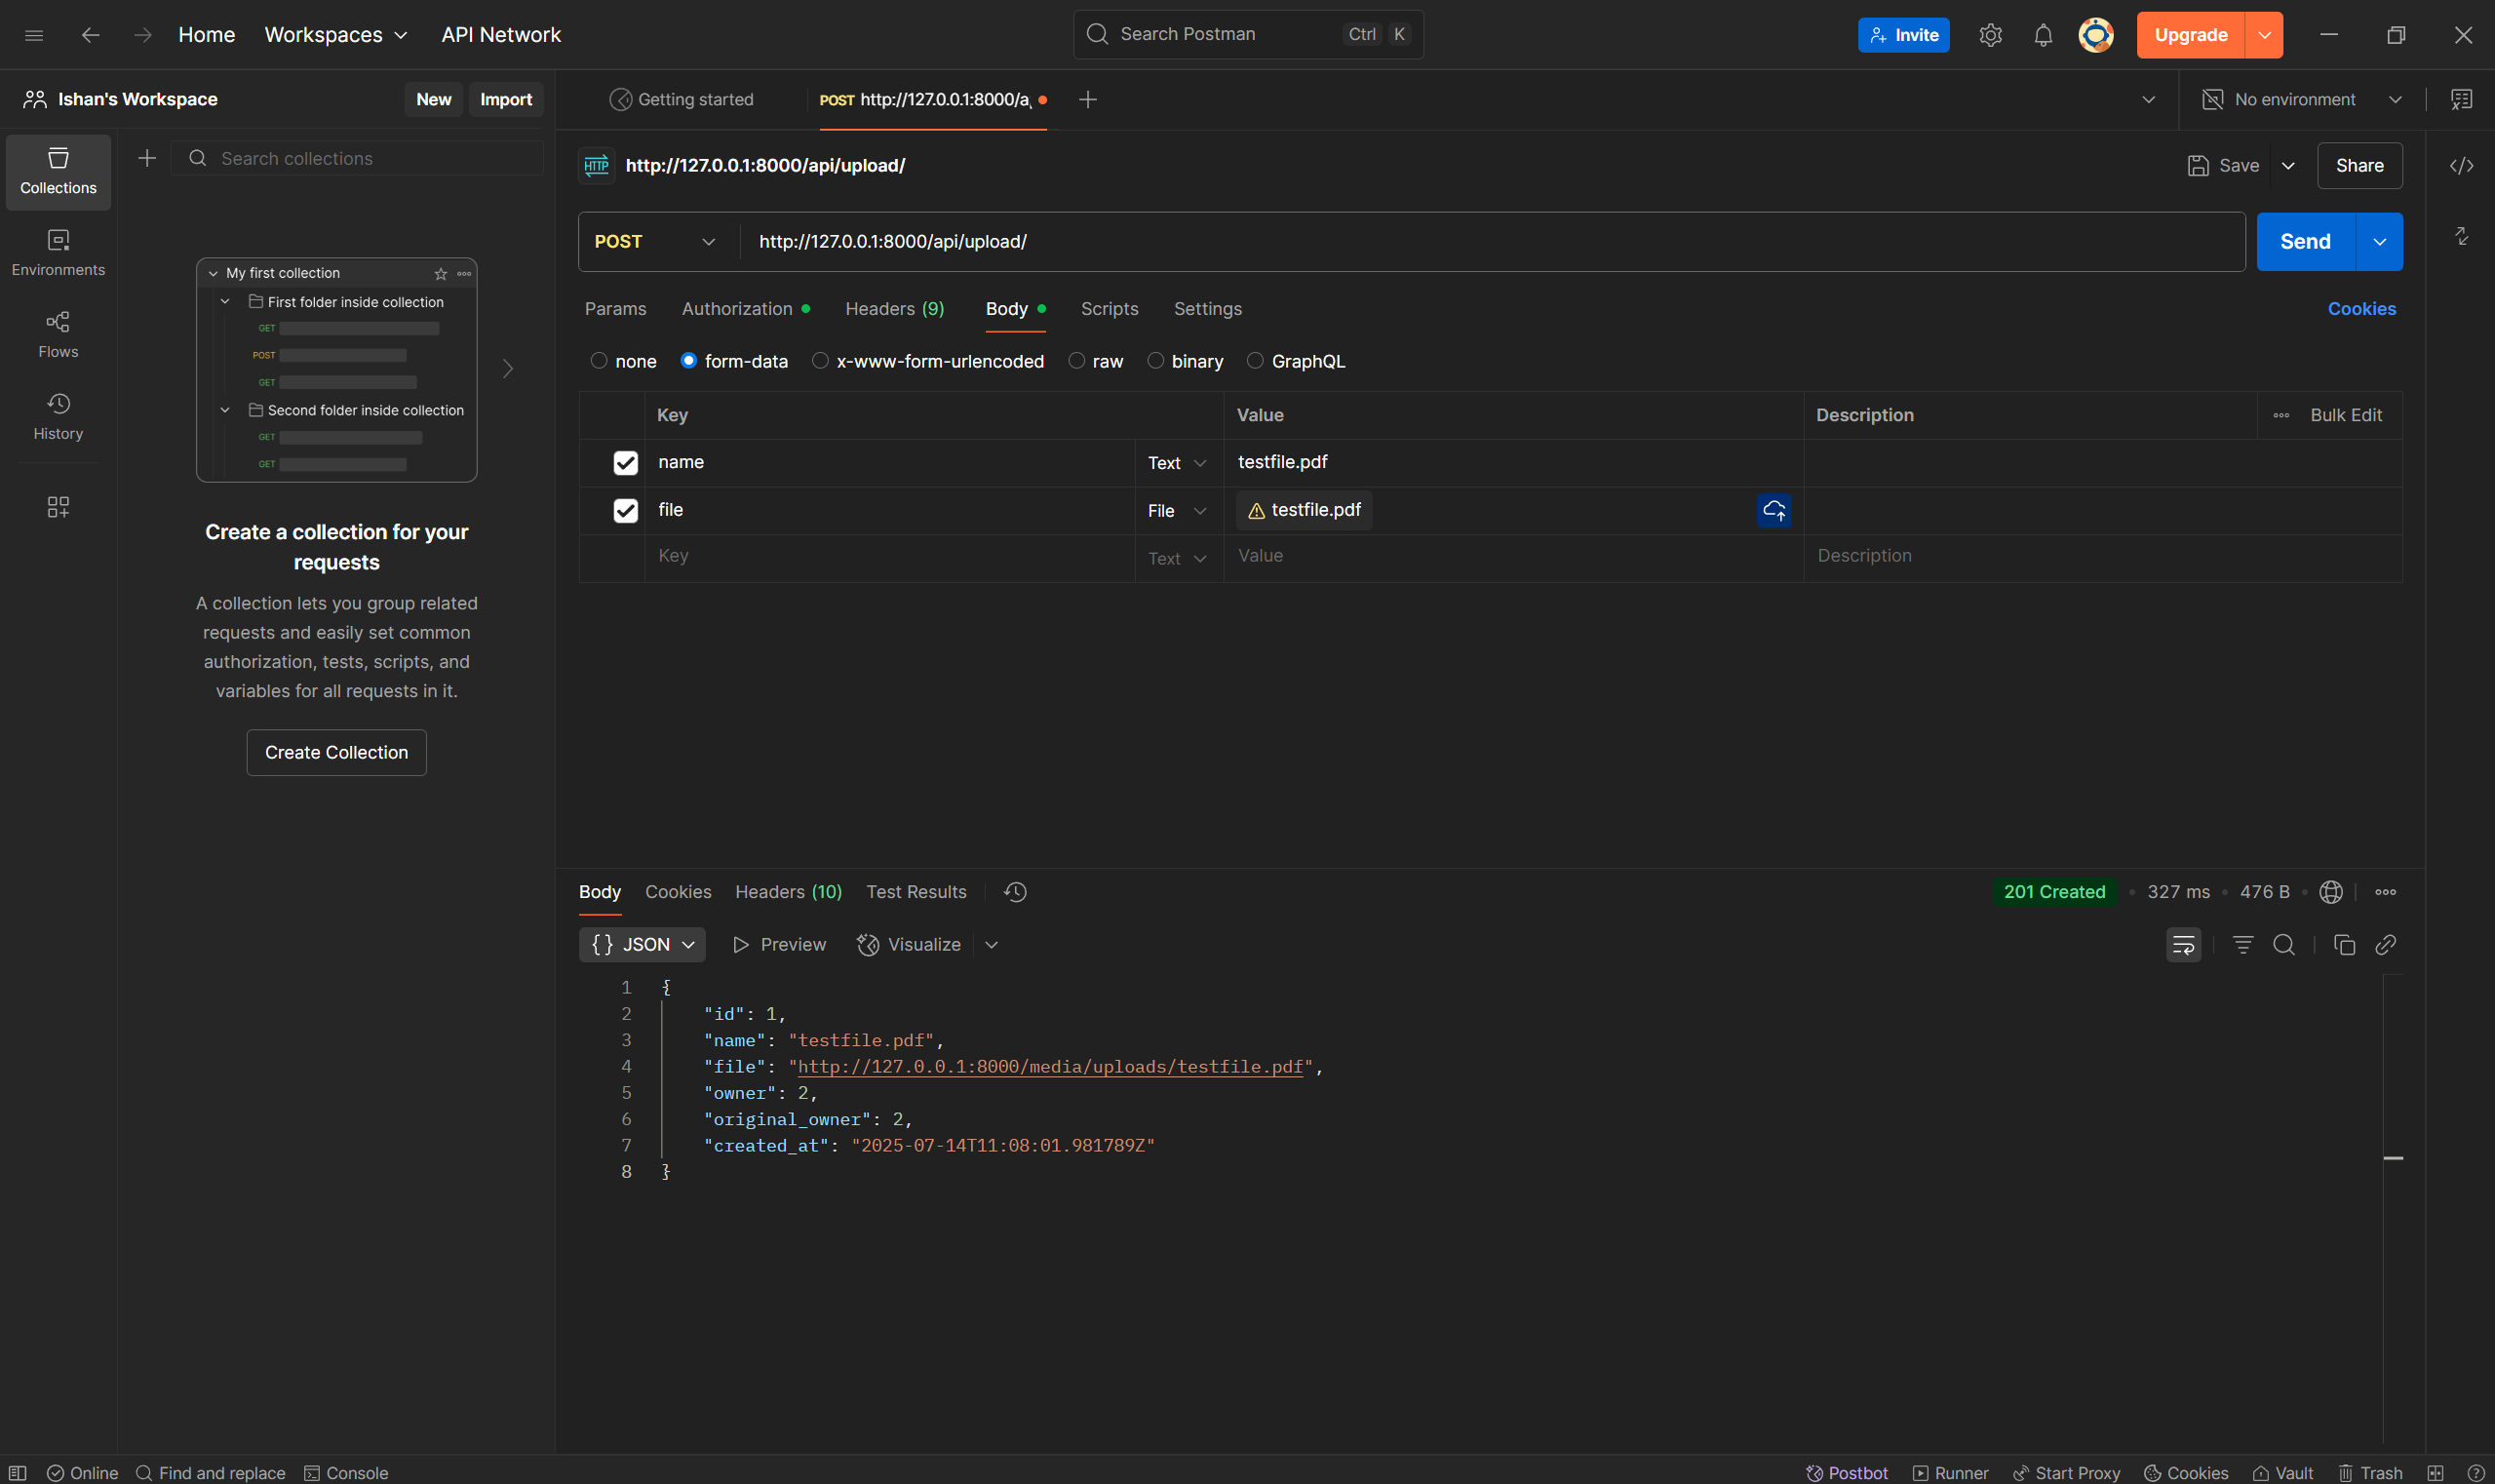 Home Workspaces API Network Search Postman Ctrl K Invite Upgrade
Ishan's Workspace New Import Getting started POST http://127.0.0.1:8000/a No environment
Collections
Environments
Flows
History
Search collections
My first collection
First folder inside collection
GET
POST
GET
Second folder inside collection
GET
GET
Create a collection for your
requests
A collection lets you group related
requests and easily set common
authorization, tests, scripts, and
variables for all requests in it.
Create Collection
HTTP http://127.0.0.1:8000/api/upload/ Save Share
POST http://127.0.0.1:8000/api/upload/ Send
Params Authorization Headers (9) Body Scripts Settings Cookies
none form-data x-www-form-urlencoded raw binary GraphQL
Key Value Description Bulk Edit
name Text testfile.pdf
file File testfile.pdf
Key Text Value Description
Body Cookies Headers (10) Test Results 201 Created • 327 ms • 476 B •
{} JSON Preview Visualize
1 {
2 "id": 1,
3 "name": "testfile.pdf",
4 "file": "http://127.0.0.1:8000/media/uploads/testfile.pdf",
5 "owner": 2,
6 "original_owner": 2,
7 "created_at": "2025-07-14T11:08:01.981789Z"
8 }
Online Find and replace Console Postbot Runner Start Proxy Cookies Vault Trash